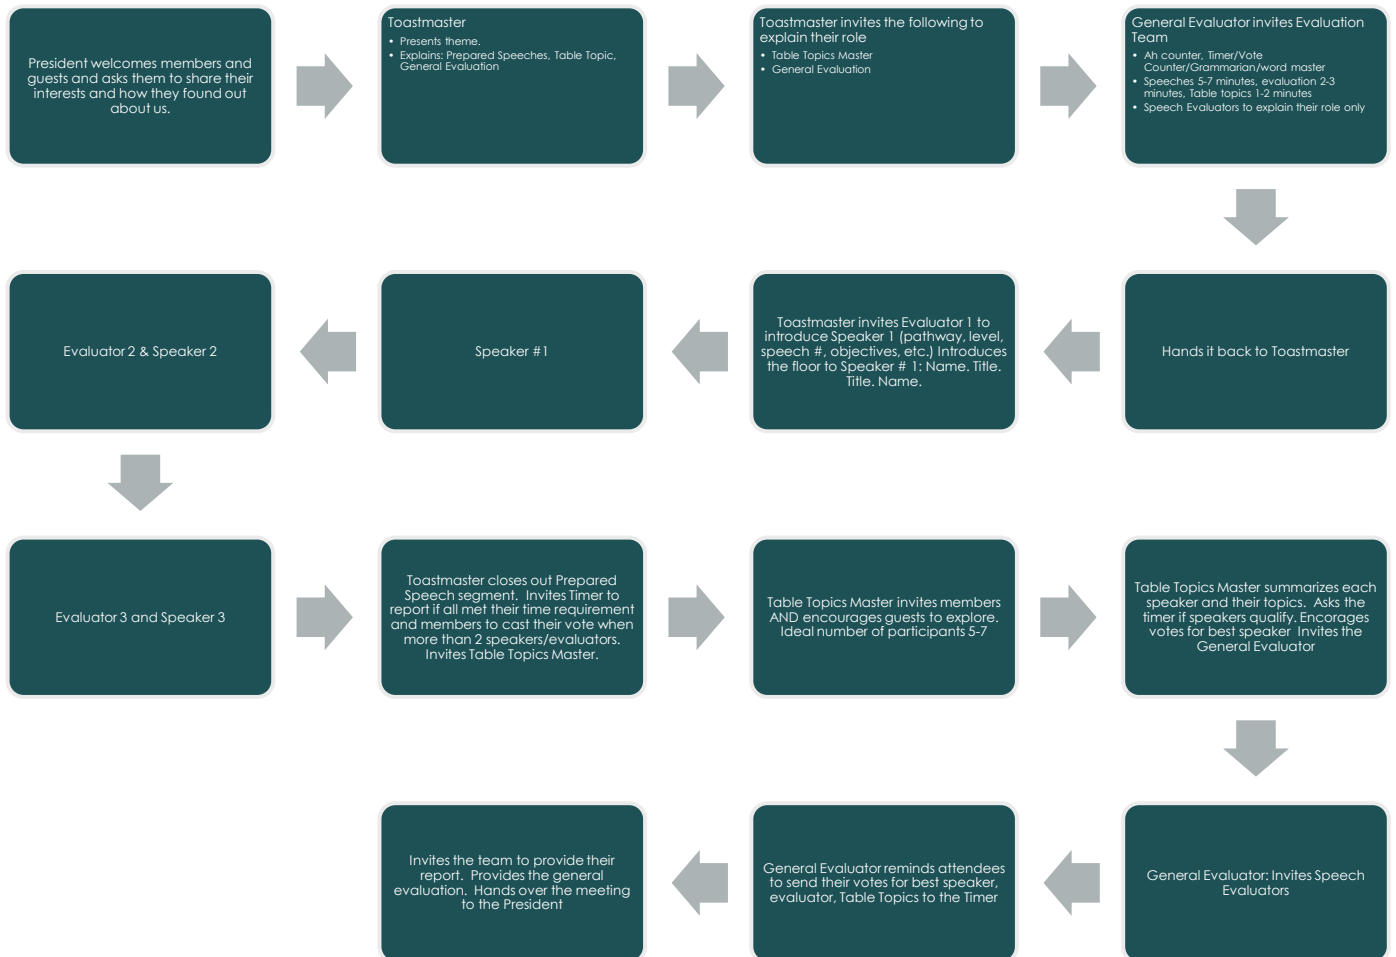 President welcomes members and
guests and asks them to share their
interests and how they found out
about us.
Toastmaster
• Presents theme.
• Explains: Prepared Speeches, Table Topic,
General Evaluation
Toastmaster invites the following to
explain their role
• Table Topics Master
• General Evaluation
General Evaluator invites Evaluation
Team
• Ah counter, Timer/Vote
Counter/Grammarian/word master
• Speeches 5-7 minutes, evaluation 2-3
minutes, Table topics 1-2 minutes
• Speech Evaluators to explain their role only
Hands it back to Toastmaster
Toastmaster invites Evaluator 1 to
introduce Speaker 1 (pathway, level,
speech #, objectives, etc.) Introduces
the floor to Speaker # 1: Name. Title.
Title. Name.
Speaker #1
Evaluator 2 & Speaker 2
Evaluator 3 and Speaker 3
Toastmaster closes out Prepared
Speech segment. Invites Timer to
report if all met their time requirement
and members to cast their vote when
more than 2 speakers/evaluators.
Invites Table Topics Master.
Table Topics Master invites members
AND encourages guests to explore.
Ideal number of participants 5-7
Table Topics Master summarizes each
speaker and their topics. Asks the
timer if speakers qualify. Encorages
votes for best speaker Invites the
General Evaluator
General Evaluator: Invites Speech
Evaluators
General Evaluator reminds attendees
to send their votes for best speaker,
evaluator, Table Topics to the Timer
Invites the team to provide their
report. Provides the general
evaluation. Hands over the meeting
to the President